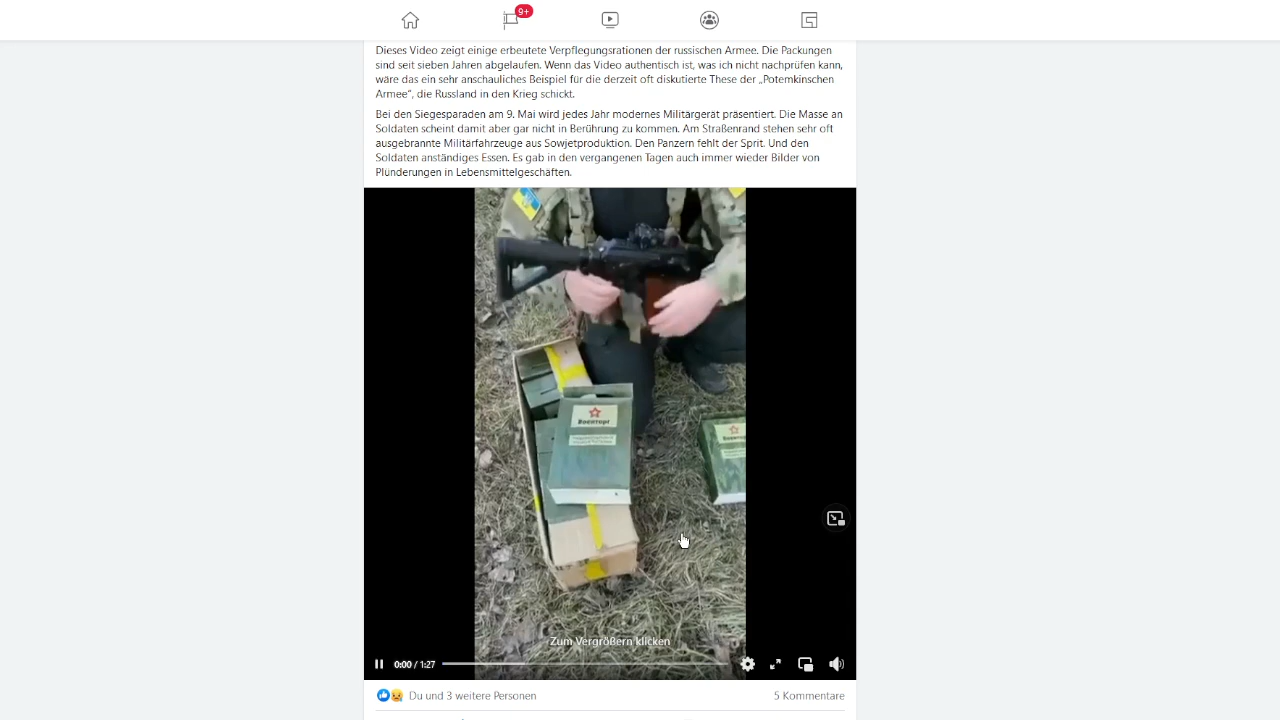 9+
Dieses Video zeigt einige erbeutete Verpflegungsrationen der russischen Armee. Die Packungen
sind seit sieben Jahren abgelaufen. Wenn das Video authentisch ist, was ich nicht nachprüfen kann,
wäre das ein sehr anschauliches Beispiel für die derzeit oft diskutierte These der „Potemkinschen
Armee“, die Russland in den Krieg schickt.
Bei den Siegesparaden am 9. Mai wird jedes Jahr modernes Militärgerät präsentiert. Die Masse an
Soldaten scheint damit aber gar nicht in Berührung zu kommen. Am Straßenrand stehen sehr oft
ausgebrannte Militärfahrzeuge aus Sowjetproduktion. Den Panzern fehlt der Sprit. Und den
Soldaten anständiges Essen. Es gab in den vergangenen Tagen auch immer wieder Bilder von
Plünderungen in Lebensmittelgeschäften.
Военторг
Zum Vergrößern klicken
0:00 / 1:27
Du und 3 weitere Personen
5 Kommentare